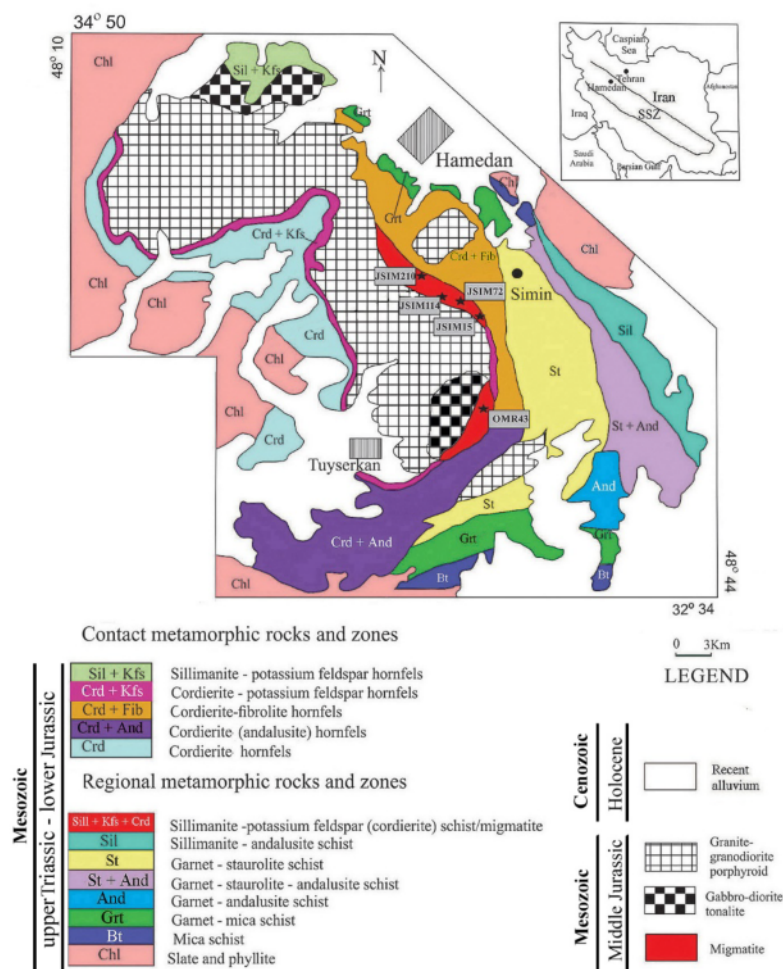 34° 50
48° 10
Chl
Sil + Kfs
N
Grt
Hamedan
Caspian
Sea
Tehran
Hamedan
Iran
SSZ
Afghanistan
Iraq
Saudi
Arabia
Persian Gulf
Chl
Grt
Chl
Crd + Kfs
Crd + Fib
JSIM210
JSIM72
Simin
JSIM114
JSIM15
Chl
Chl
Crd
Sil
Chl
St
Chl
OMR43
St + And
Crd
Tuyserkan
And
St
Crd + And
Grt
Grt
Chl
Bt
Bt
48° 44
32° 34
Contact metamorphic rocks and zones
0 3Km
LEGEND
Mesozoic
upperTriassic - lower Jurassic
Sil + Kfs Sillimanite - potassium feldspar hornfels
Crd + Kfs Cordierite - potassium feldspar hornfels
Crd + Fib Cordierite-fibrolite hornfels
Crd + And Cordierite (andalusite) hornfels
Crd Cordierite hornfels
Regional metamorphic rocks and zones
Sill + Kfs + Crd Sillimanite -potassium feldspar (cordierite) schist/migmatite
Sil Sillimanite - andalusite schist
St Garnet - staurolite schist
St + And Garnet - staurolite - andalusite schist
And Garnet - andalusite schist
Grt Garnet - mica schist
Bt Mica schist
Chl Slate and phyllite
Cenozoic
Holocene
Recent
alluvium
Mesozoic
Middle Jurassic
Granite-
granodiorite
porphyroid
Gabbro-diorite
tonalite
Migmatite